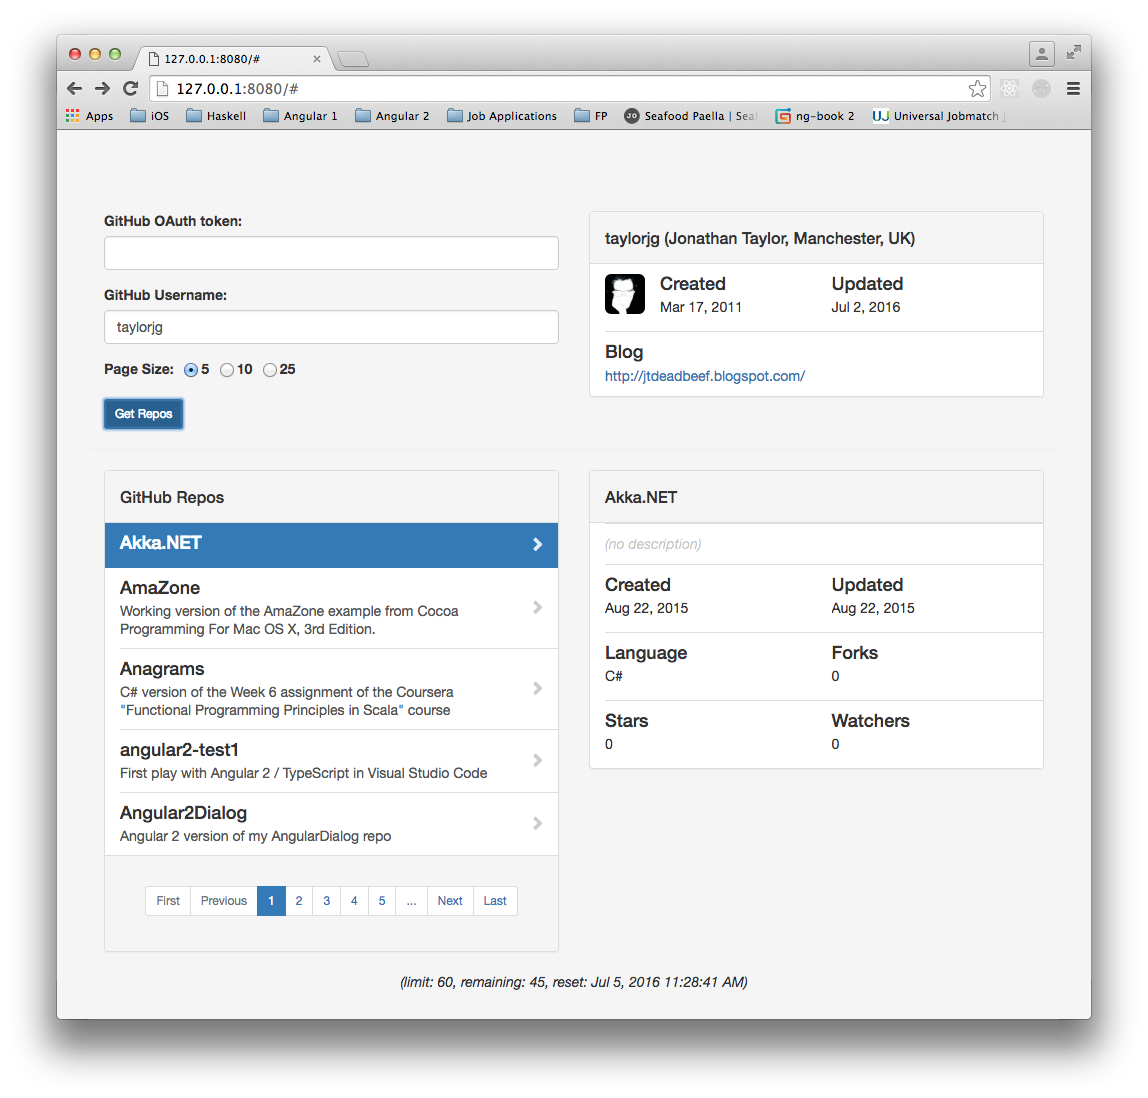 127.0.0.1:8080/#
127.0.0.1:8080/#
Apps iOS Haskell Angular 1 Angular 2 Job Applications FP JO Seafood Paella | Sea ng-book 2 UJ Universal Jobmatch
GitHub OAuth token:
GitHub Username:
taylorjg
Page Size: 5 10 25
Get Repos
taylorjg (Jonathan Taylor, Manchester, UK)
Created Updated
Mar 17, 2011 Jul 2, 2016
Blog
http://jtdeadbeef.blogspot.com/
GitHub Repos
Akka.NET
AmaZone
Working version of the AmaZone example from Cocoa
Programming For Mac OS X, 3rd Edition.
Anagrams
C# version of the Week 6 assignment of the Coursera
"Functional Programming Principles in Scala" course
angular2-test1
First play with Angular 2 / TypeScript in Visual Studio Code
Angular2Dialog
Angular 2 version of my AngularDialog repo
First Previous 1 2 3 4 5 ... Next Last
Akka.NET
(no description)
Created Updated
Aug 22, 2015 Aug 22, 2015
Language Forks
C# 0
Stars Watchers
0 0
(limit: 60, remaining: 45, reset: Jul 5, 2016 11:28:41 AM)